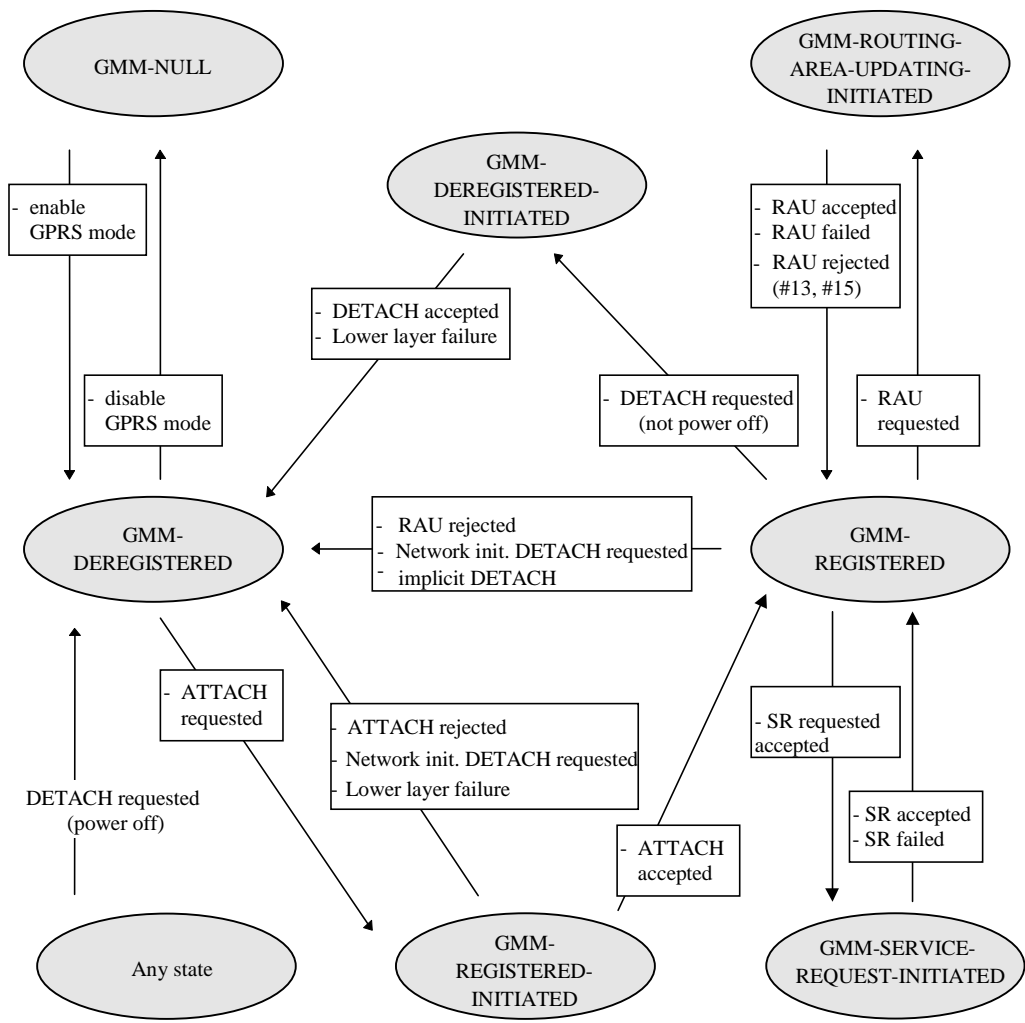 GMM-NULL
GMM-ROUTING-
AREA-UPDATING-
INITIATED
GMM-
DEREGISTERED-
INITIATED
- enable
GPRS mode
- RAU accepted
- RAU failed
- RAU rejected
(#13, #15)
- DETACH accepted
- Lower layer failure
- disable
GPRS mode
- DETACH requested
(not power off)
- RAU
requested
GMM-
DEREGISTERED
- RAU rejected
- Network init. DETACH requested
- implicit DETACH
GMM-
REGISTERED
- ATTACH
requested
- ATTACH rejected
- Network init. DETACH requested
- Lower layer failure
- SR requested
accepted
DETACH requested
(power off)
- ATTACH
accepted
- SR accepted
- SR failed
Any state
GMM-
REGISTERED-
INITIATED
GMM-SERVICE-
REQUEST-INITIATED